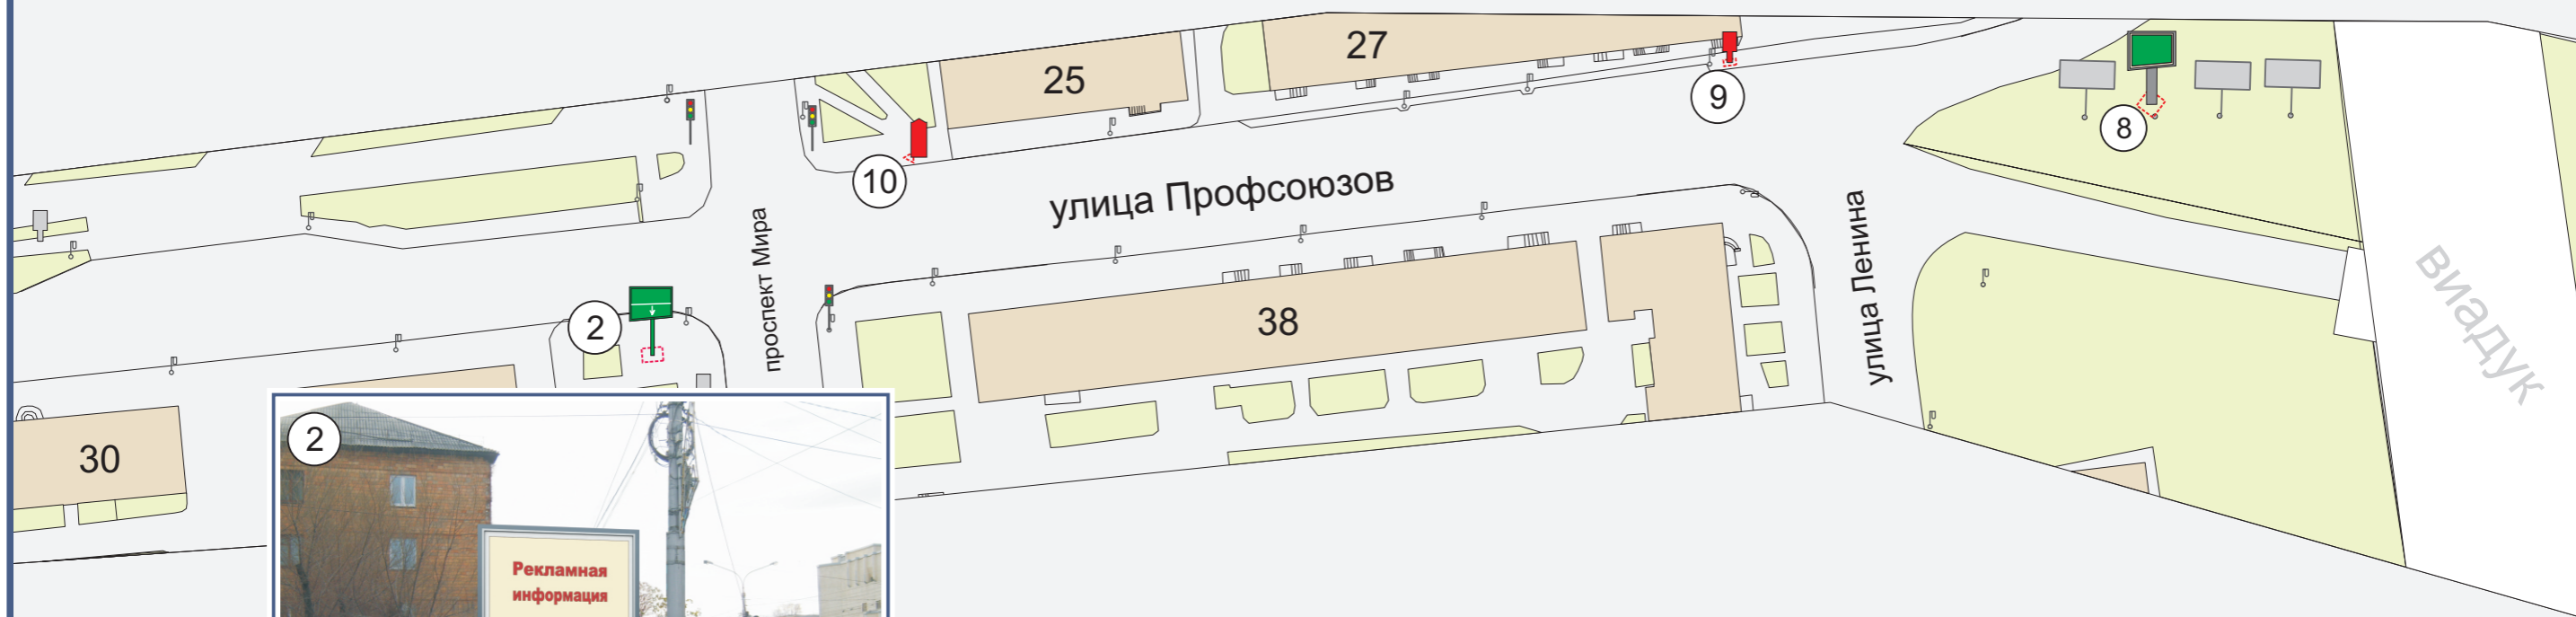 27
25
8
9
10
улица Профсоюзов
проспект Мира
улица Ленина
виадук
2
38
30
2
Рекламная
информация